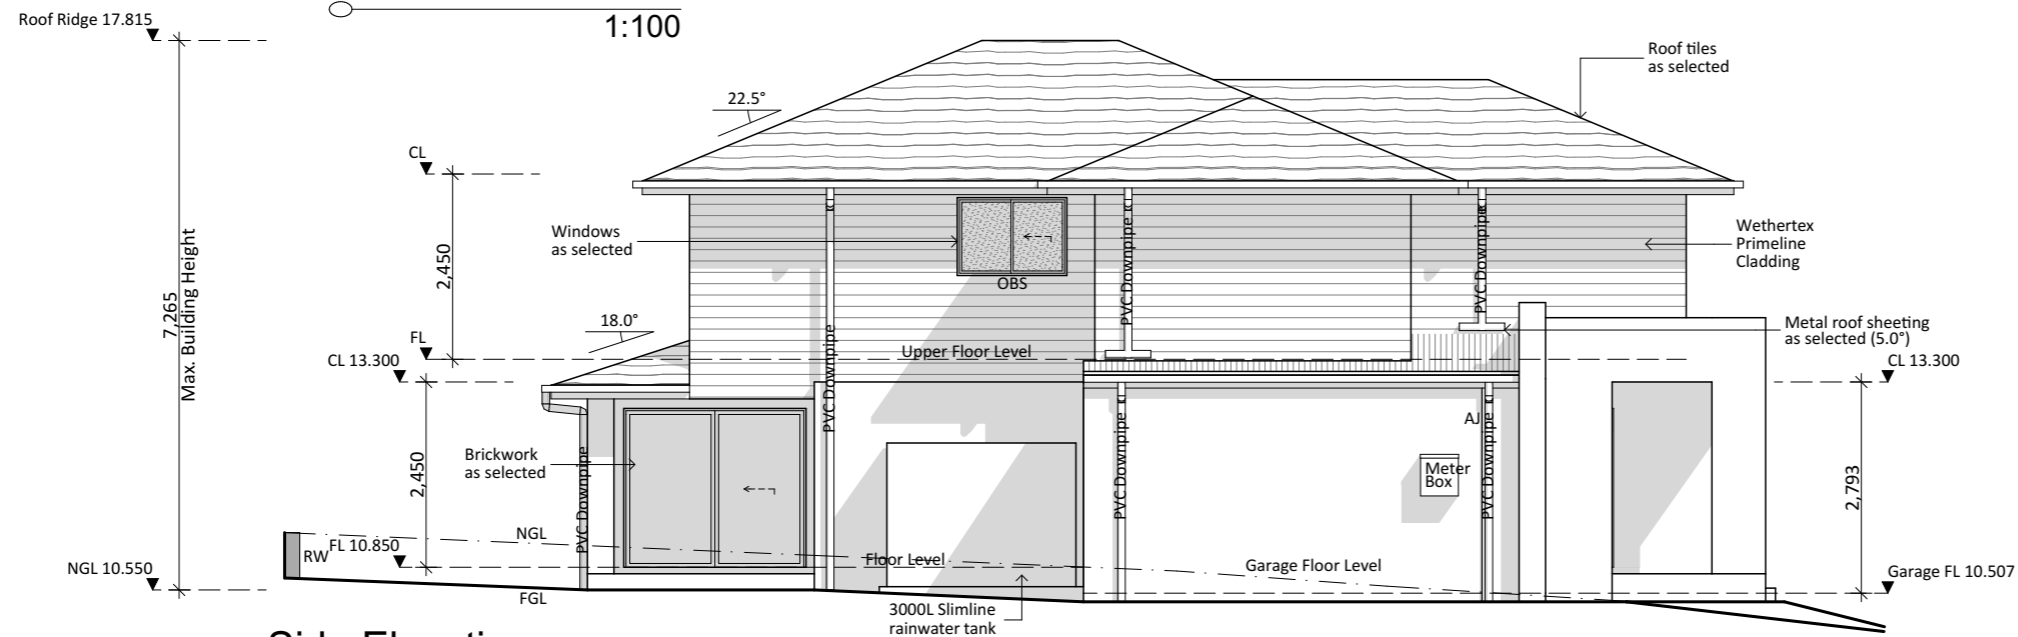 Roof Ridge 17.815
1:100
Roof tiles
as selected
22.5°
CL
Windows
as selected
OBS
Wethertex
Primeline
Cladding
2,450
7,265
Max. Building Height
PVC Downpipe
PVC Downpipe
PVC Downpipe
18.0°
FL
Upper Floor Level
Metal roof sheeting
as selected (5.0°)
CL 13.300
CL 13.300
PVC Downpipe
PVC Downpipe
PVC Downpipe
AJ
Brickwork
as selected
Meter
Box
2,450
2,793
NGL
RW
FL 10.850
Floor Level
Garage Floor Level
NGL 10.550
Garage FL 10.507
FGL
3000L Slimline
rainwater tank